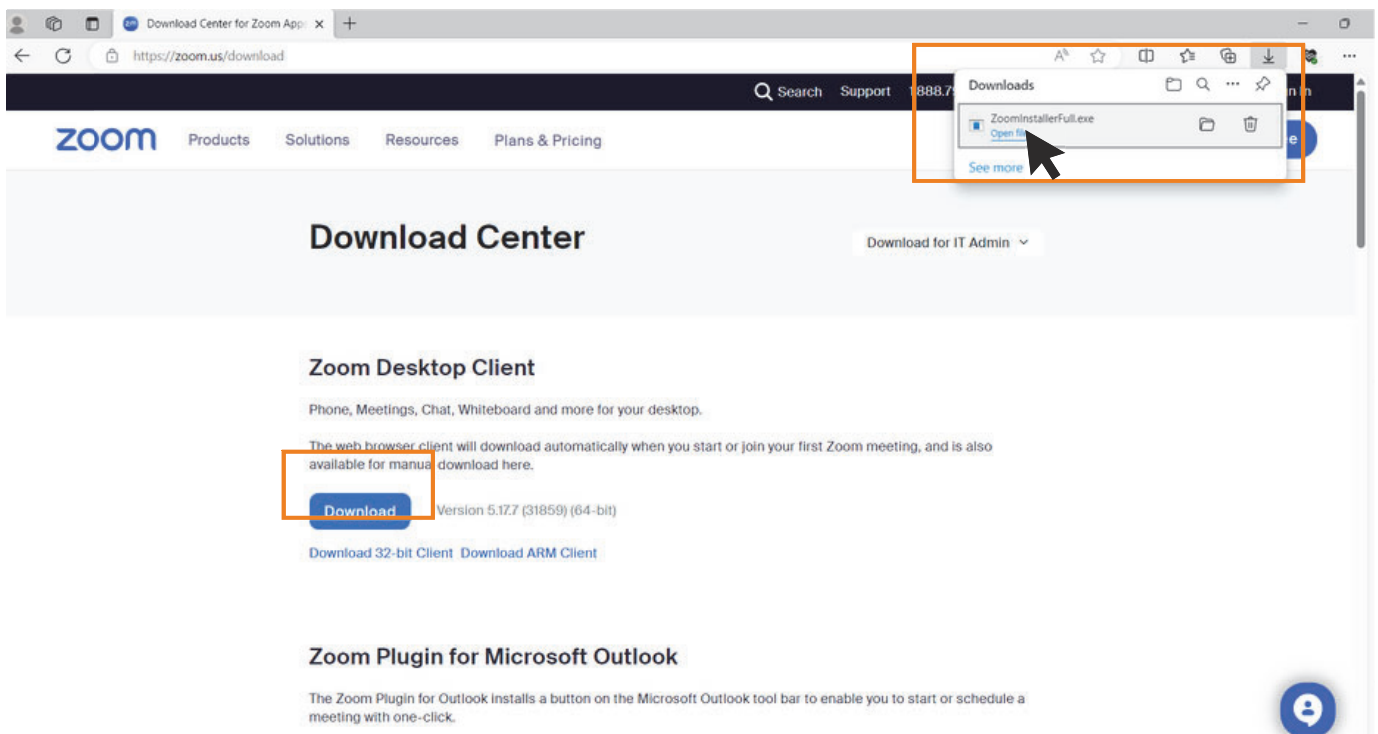 Download Center for Zoom App
https://zoom.us/download
Search Support 1.888.79
Downloads
ZoomInstallerFull.exe
Open file
See more
zoom Products Solutions Resources Plans & Pricing
Download Center
Download for IT Admin
Zoom Desktop Client
Phone, Meetings, Chat, Whiteboard and more for your desktop.
The web browser client will download automatically when you start or join your first Zoom meeting, and is also
available for manual download here.
Download Version 5.17.7 (31859) (64-bit)
Download 32-bit Client Download ARM Client
Zoom Plugin for Microsoft Outlook
The Zoom Plugin for Outlook installs a button on the Microsoft Outlook tool bar to enable you to start or schedule a
meeting with one-click.